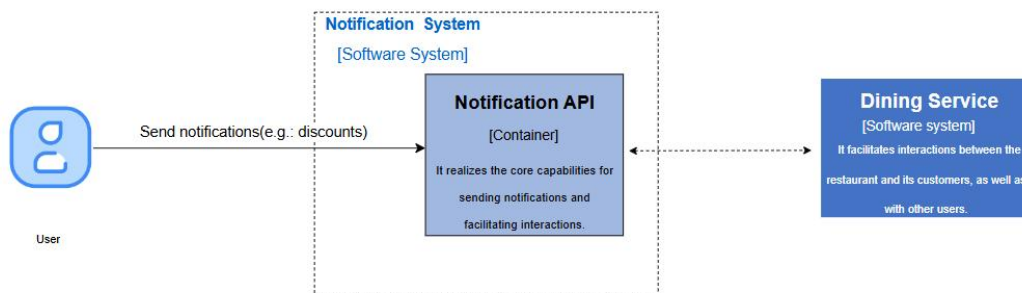 Notification System
[Software System]
Notification API
[Container]
It realizes the core capabilities for
sending notifications and
facilitating interactions.
Send notifications(e.g.: discounts)
User
Dining Service
[Software system]
It facilitates interactions between the
restaurant and its customers, as well as
with other users.